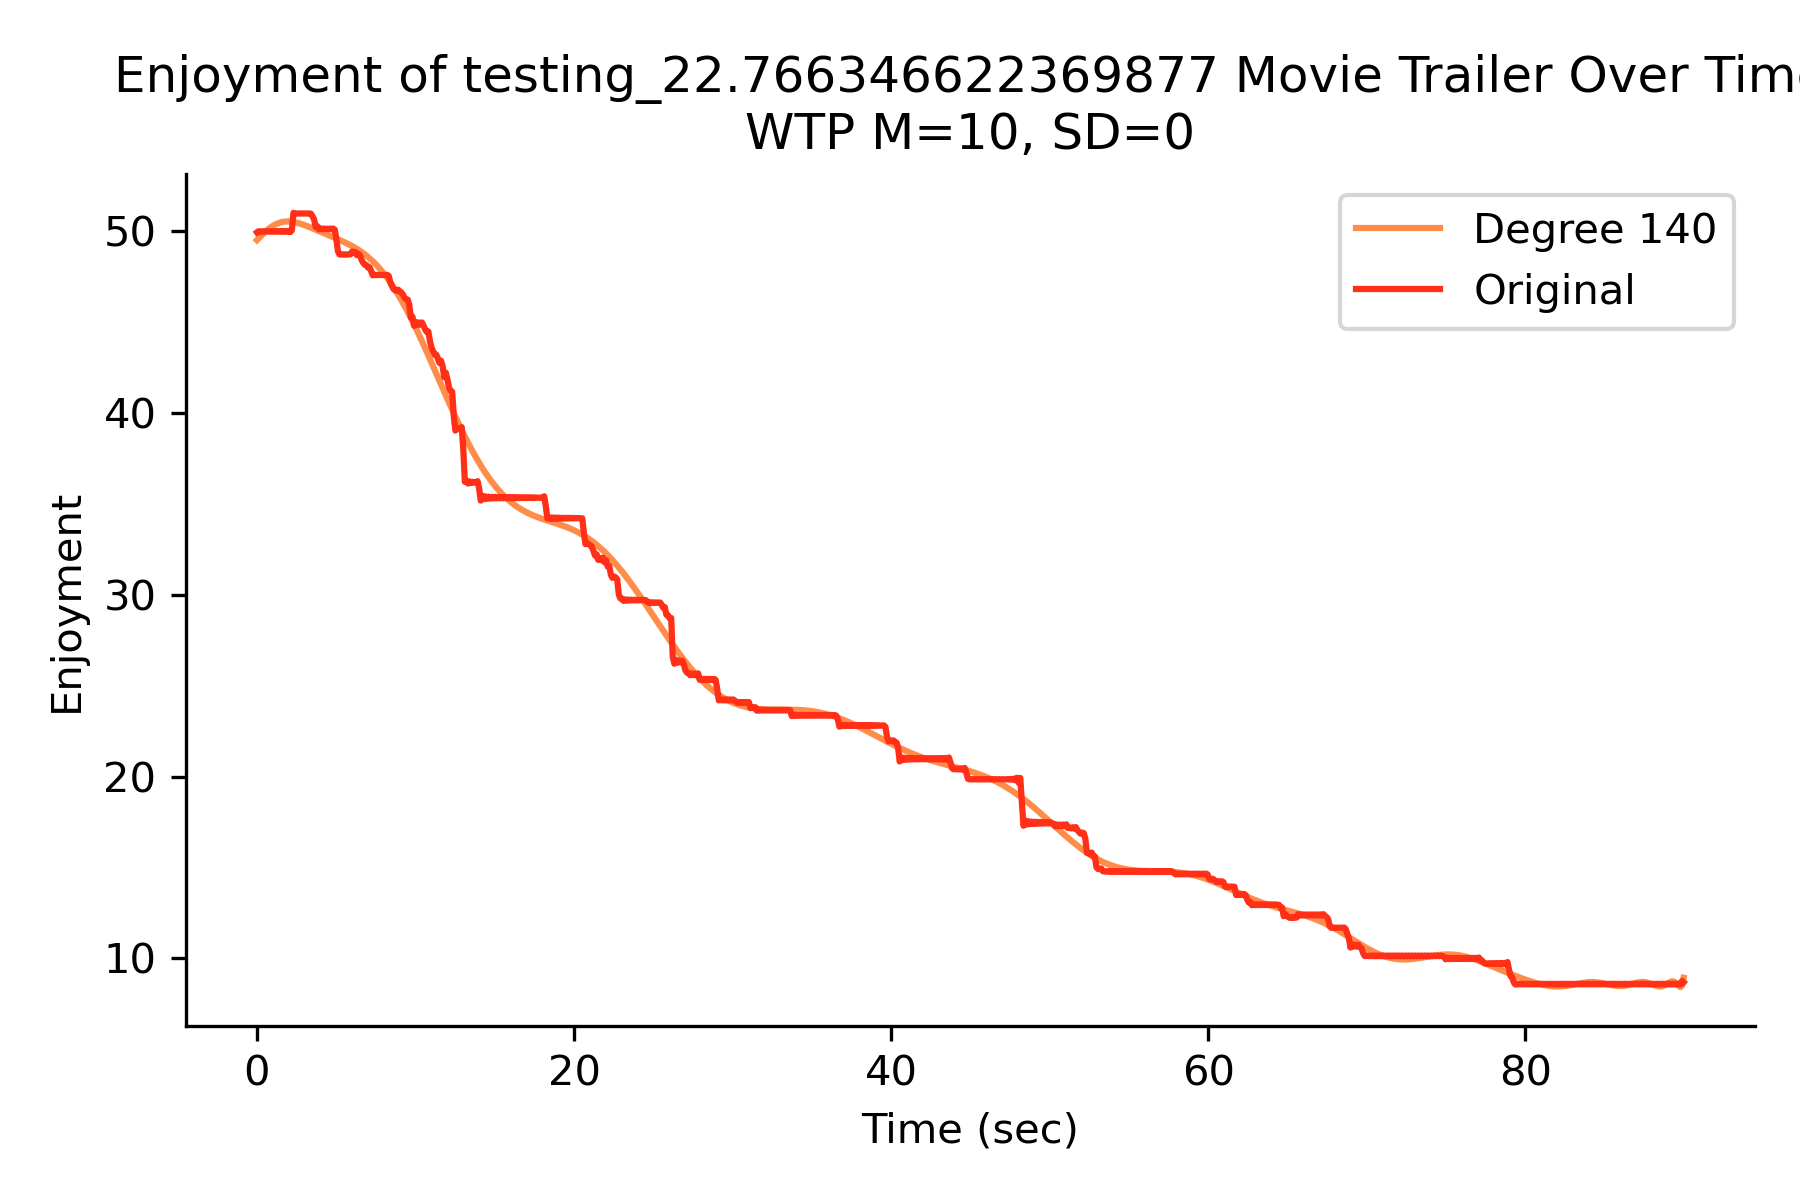 Enjoyment of testing_22.766346622369877 Movie Trailer Over Time
WTP M=10, SD=0
Degree 140
Original
50
40
30
20
10
Enjoyment
0
20
40
60
80
Time (sec)